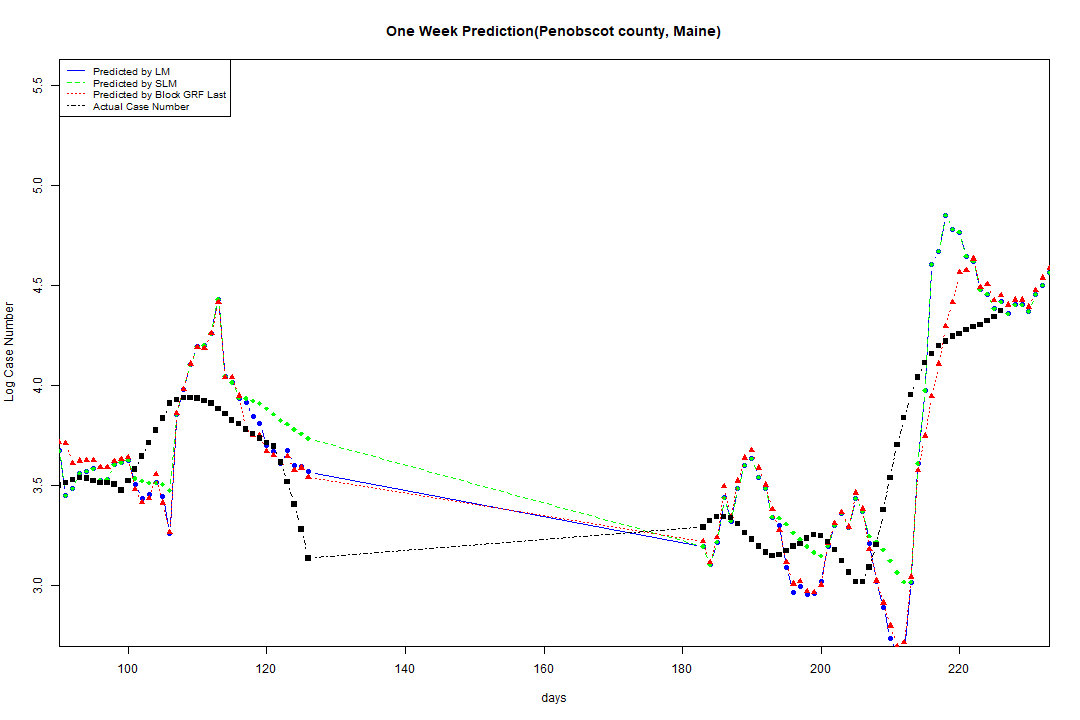 One Week Prediction(Penobscot county, Maine)
Predicted by LM
Predicted by SLM
Predicted by Block GRF Last
Actual Case Number
5.5
5.0
4.5
4.0
3.5
3.0
Log Case Number
100 120 140 160 180 200 220
days